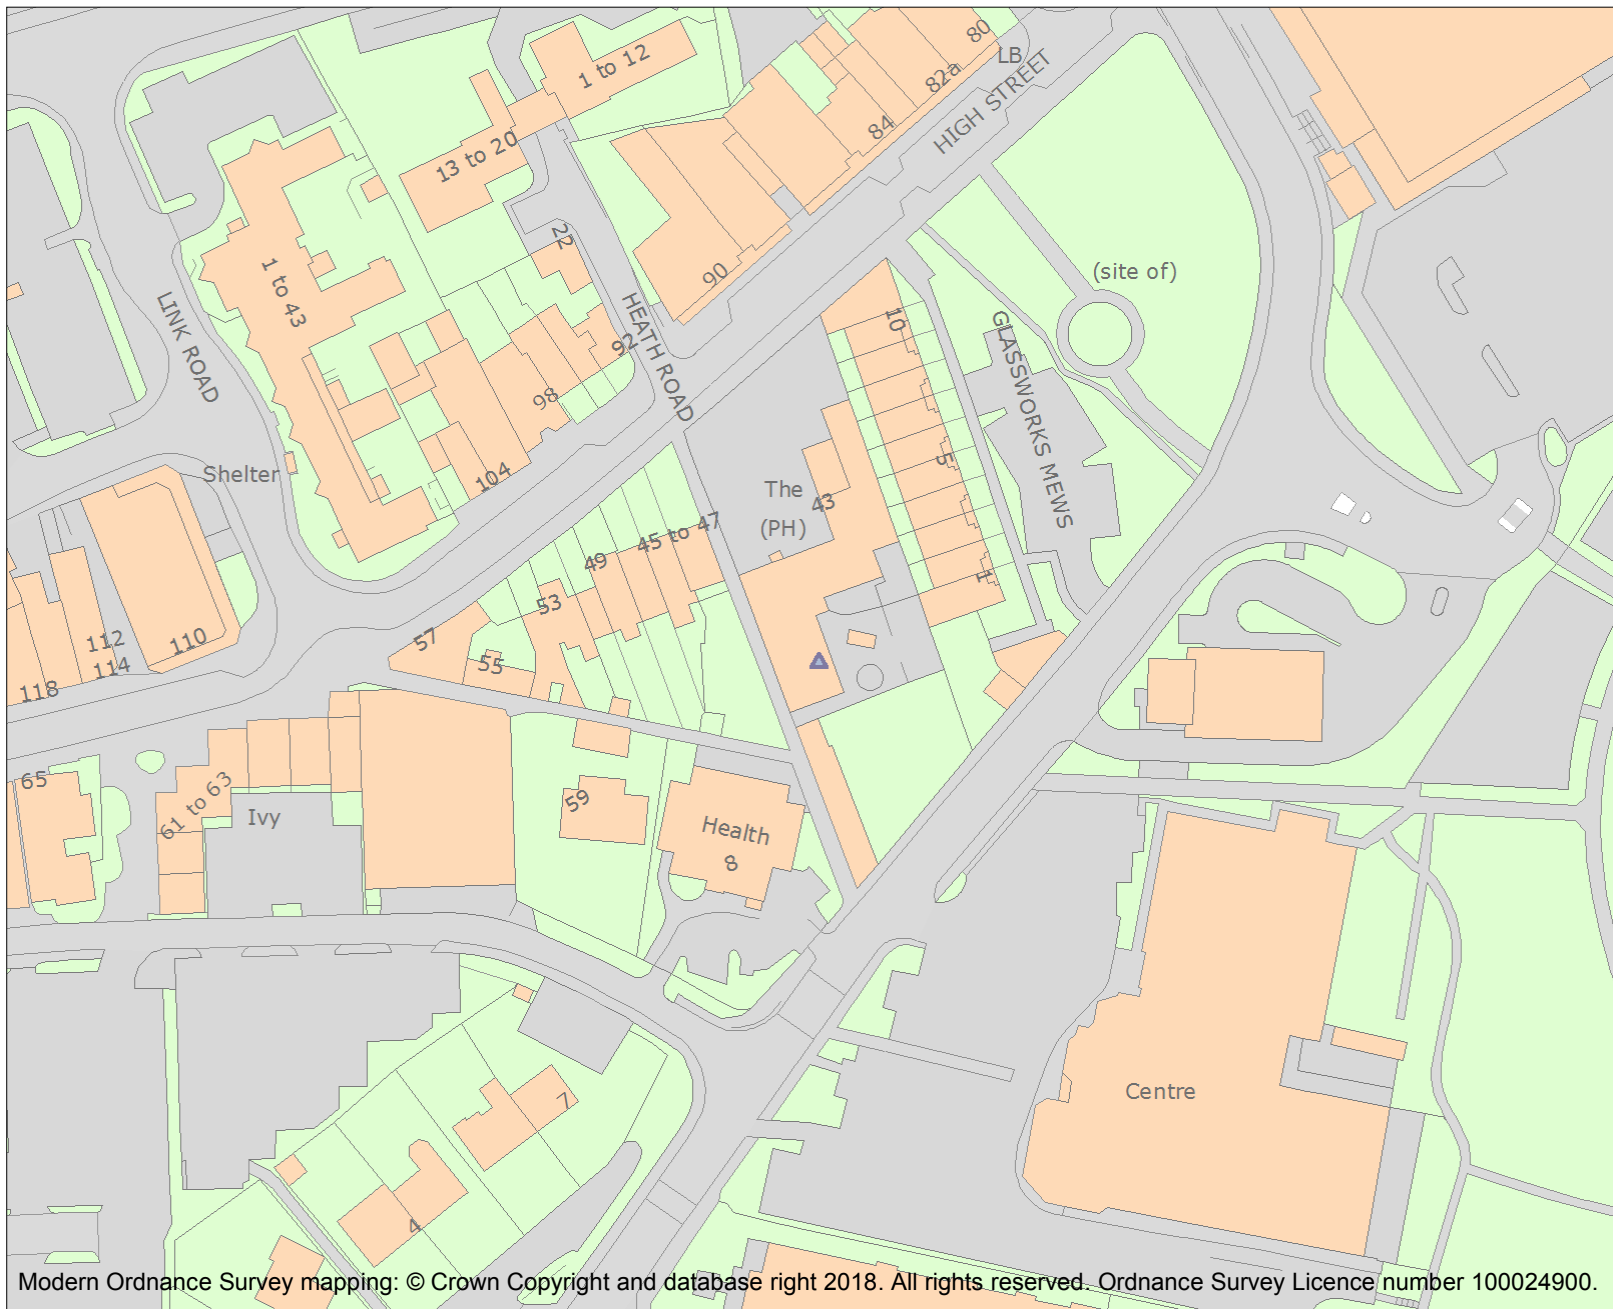 80
LB
1 to 12
82a
HIGH STREET
84
13 to 20
22
(site of)
90
1 to 43
LINK ROAD
HEATH ROAD
92
10
GLASSWORKS MEWS
98
5
104
Shelter
The
43
(PH)
45 to 47
49
1
53
57
55
112
110
114
118
65
61 to 63
Ivy
59
Health
8
Centre
7
4
Modern Ordnance Survey mapping: © Crown Copyright and database right 2018. All rights reserved. Ordnance Survey Licence number 100024900.